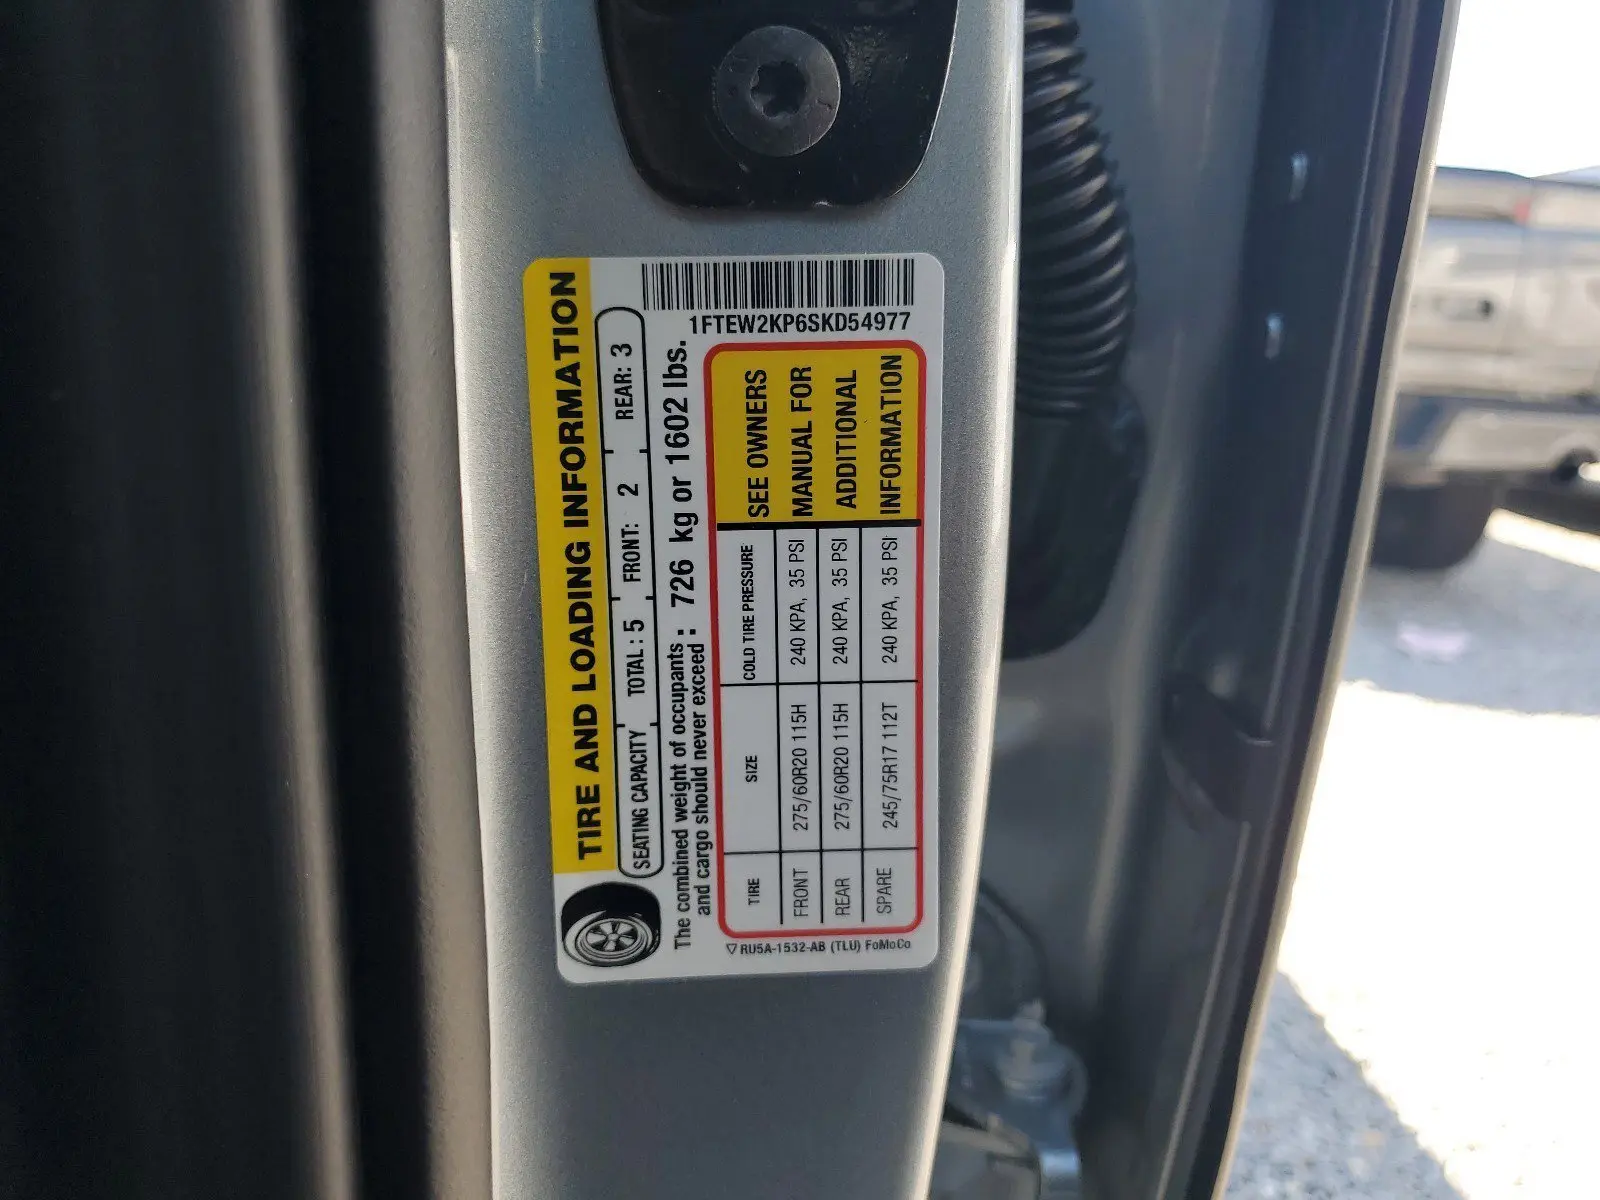 1FTEW2KP6SKD54977
TIRE AND LOADING INFORMATION
SEATING CAPACITY TOTAL : 5 FRONT: 2 REAR: 3
The combined weight of occupants
and cargo should never exceed : 726 kg or 1602 lbs.
TIRE SIZE COLD TIRE PRESSURE
FRONT 275/60R20 115H 240 KPA, 35 PSI
REAR 275/60R20 115H 240 KPA, 35 PSI
SPARE 245/75R17 112T 240 KPA, 35 PSI
SEE OWNERS
MANUAL FOR
ADDITIONAL
INFORMATION
RU5A-1532-AB (TLU) FoMoCo